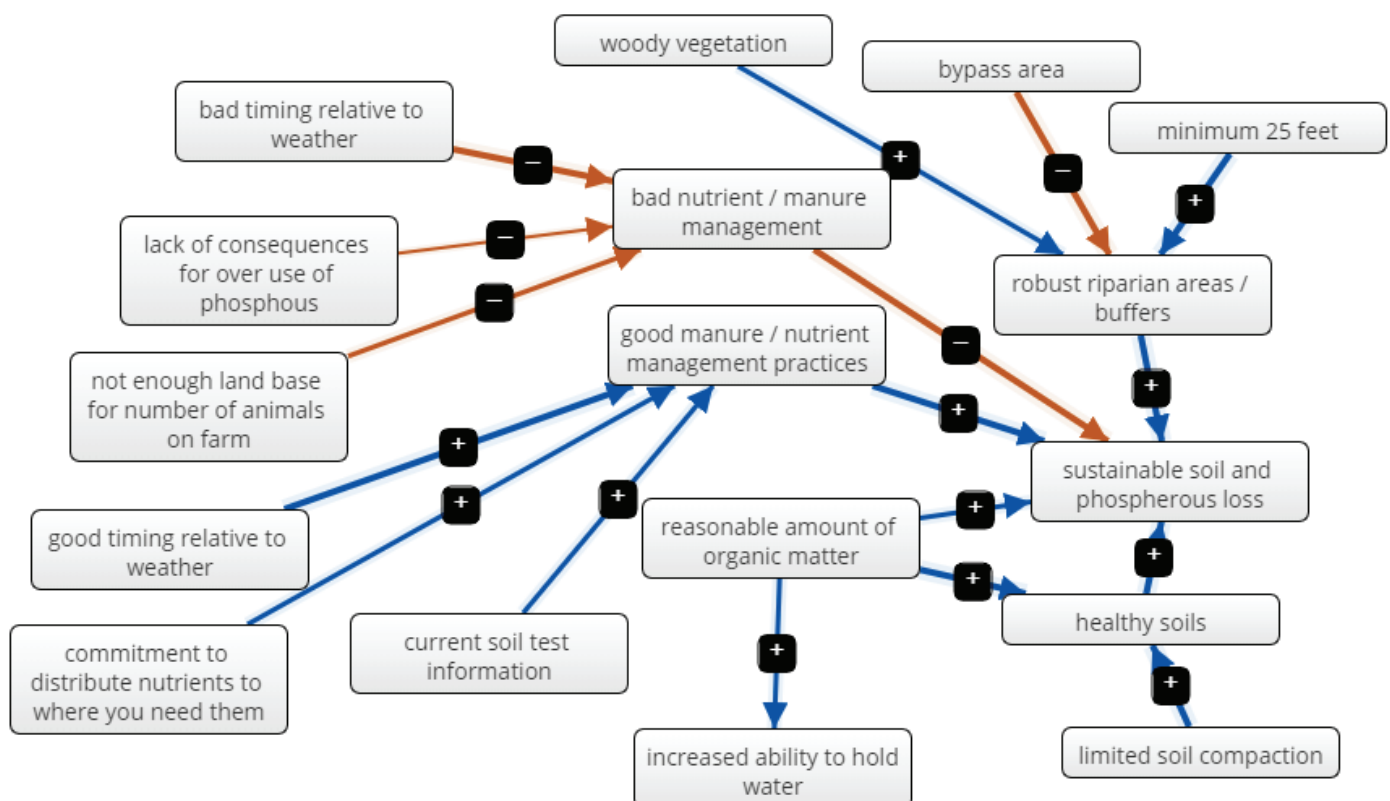 woody vegetation
bypass area
bad timing relative to
weather
minimum 25 feet
−
+
−
bad nutrient / manure
management
+
lack of consequences
for over use of
phosphous
−
−
robust riparian areas /
buffers
good manure / nutrient
management practices
−
not enough land base
for number of animals
on farm
+
+
+
sustainable soil and
phospherous loss
+
+
+
reasonable amount of
organic matter
good timing relative to
weather
+
+
healthy soils
current soil test
information
+
commitment to
distribute nutrients to
where you need them
+
limited soil compaction
increased ability to hold
water